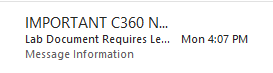 IMPORTANT C360 N...
Lab Document Requires Le... Mon 4:07 PM
Message Information